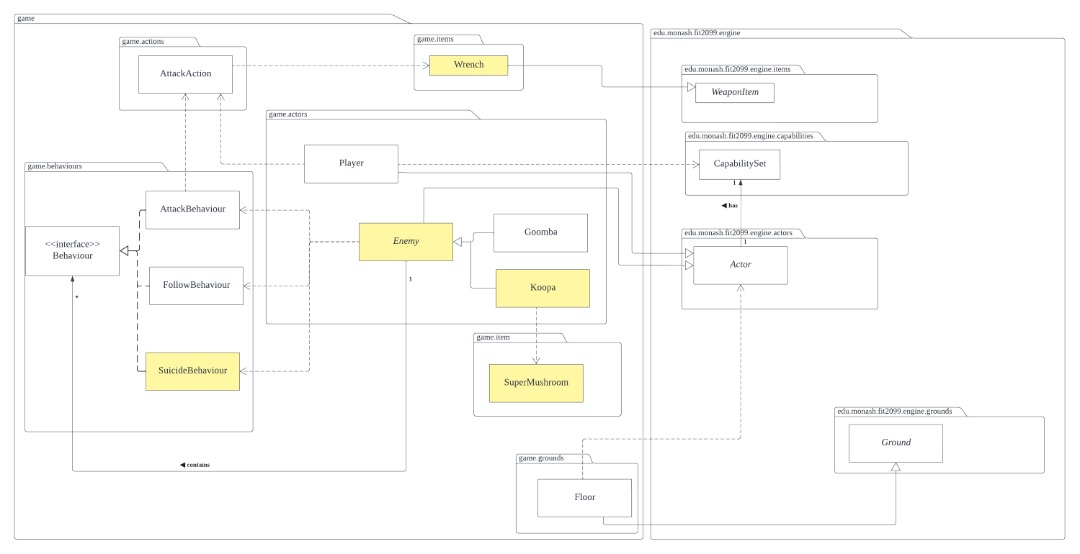 game
edu.monash.fit2099.engine
game.actions
AttackAction
game.items
Wrench
edu.monash.fit2099.engine.items
WeaponItem
game.actors
Player
edu.monash.fit2099.engine.capabilities
CapabilitySet
1
◀ has
game.behaviours
AttackBehaviour
<<interface>>
Behaviour
FollowBehaviour
SuicideBehaviour
*
Enemy
1
Goomba
Koopa
edu.monash.fit2099.engine.actors
1
Actor
game.item
SuperMushroom
◀ contains
game.grounds
Floor
edu.monash.fit2099.engine.grounds
Ground